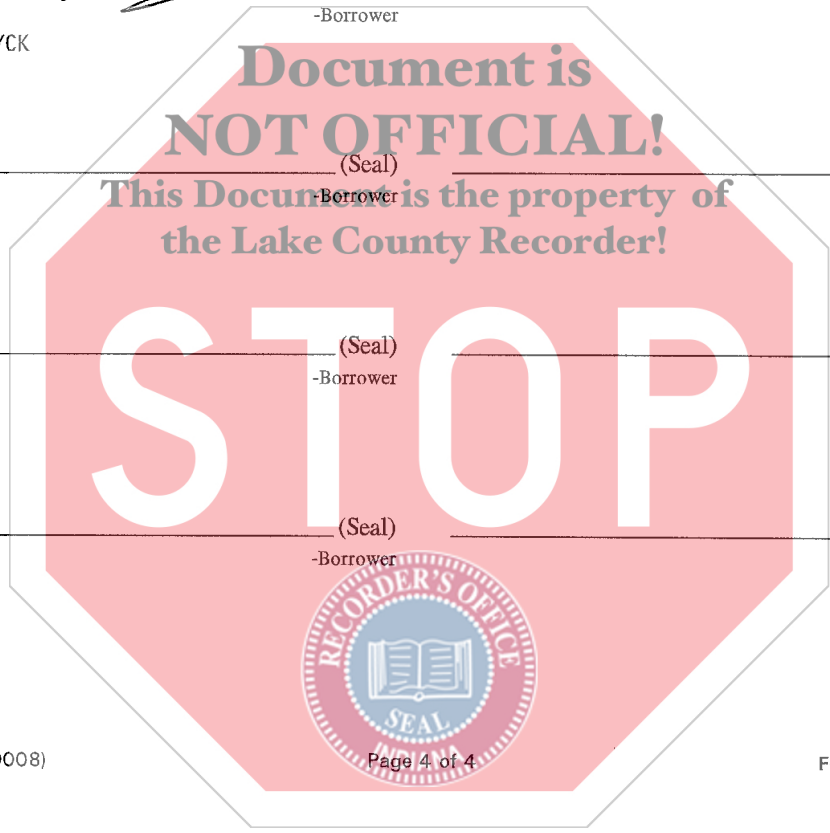 -Borrower
YCK
Document is
NOT OFFICIAL!
(Seal)
This Document is the property of
-Borrower
the Lake County Recorder!
STOP
(Seal)
-Borrower
(Seal)
-Borrower
RECORDER'S OFFICE
SEAL
INDIANA
0008)
Page 4 of 4
F